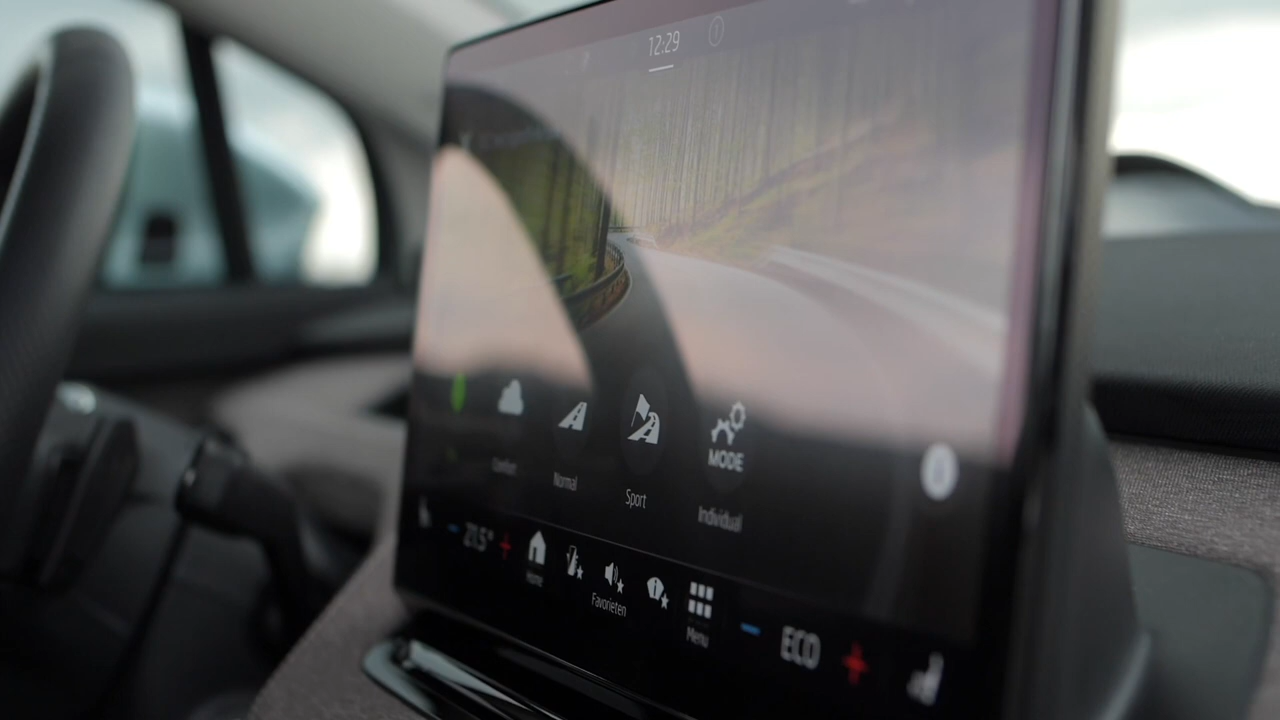 12:29
MODE
Comfort
Normal
Sport
Individual
21.5°
Home
Favorieten
Menu
ECO